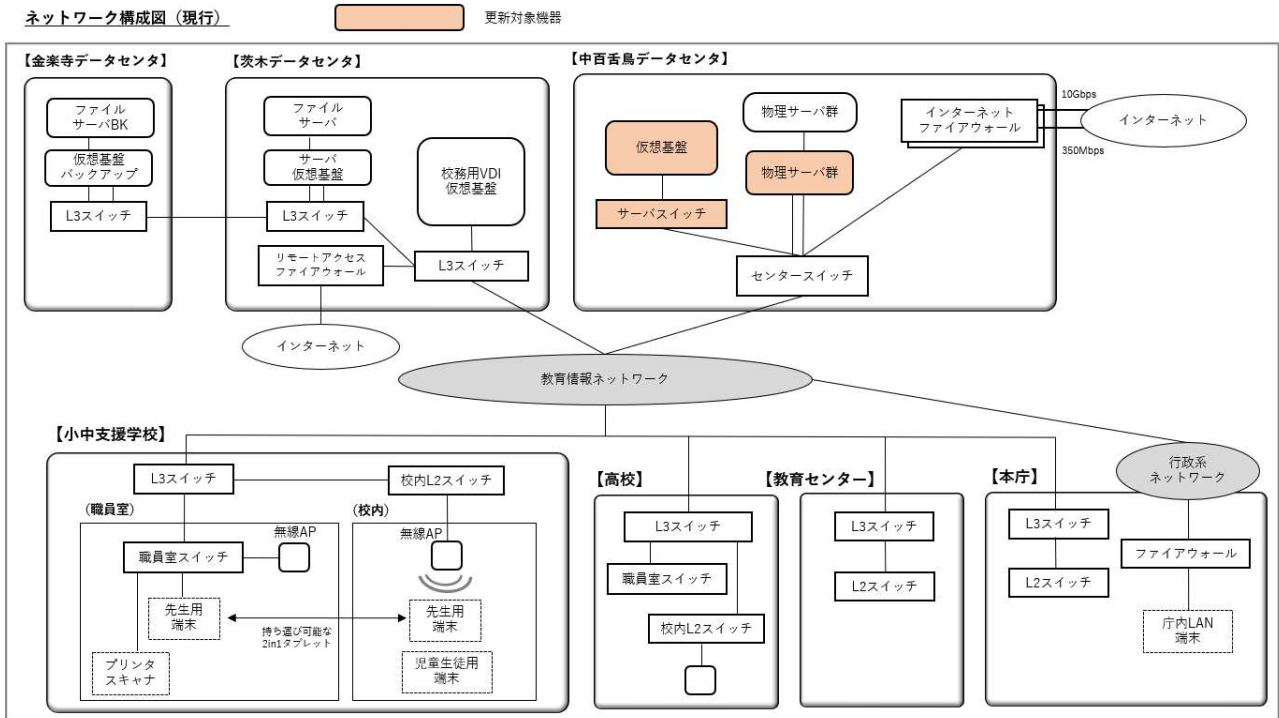 ネットワーク構成図（現行）
更新対象機器
【金楽寺データセンタ】
ファイル
サーバBK
仮想基盤
バックアップ
L3スイッチ
【茨木データセンタ】
ファイル
サーバ
サーバ
仮想基盤
L3スイッチ
リモートアクセス
ファイアウォール
校務用VDI
仮想基盤
L3スイッチ
インターネット
【中百舌鳥データセンタ】
仮想基盤
サーバスイッチ
物理サーバ群
物理サーバ群
インターネット
ファイアウォール
センタースイッチ
10Gbps
350Mbps
インターネット
教育情報ネットワーク
【小中支援学校】
L3スイッチ
校内L2スイッチ
（職員室）
無線AP
職員室スイッチ
先生用
端末
プリンタ
スキャナ
持ち運び可能な
2in1タブレット
（校内）
無線AP
先生用
端末
児童生徒用
端末
【高校】
L3スイッチ
職員室スイッチ
校内L2スイッチ
【教育センター】
L3スイッチ
L2スイッチ
【本庁】
L3スイッチ
L2スイッチ
行政系
ネットワーク
ファイアウォール
庁内LAN
端末